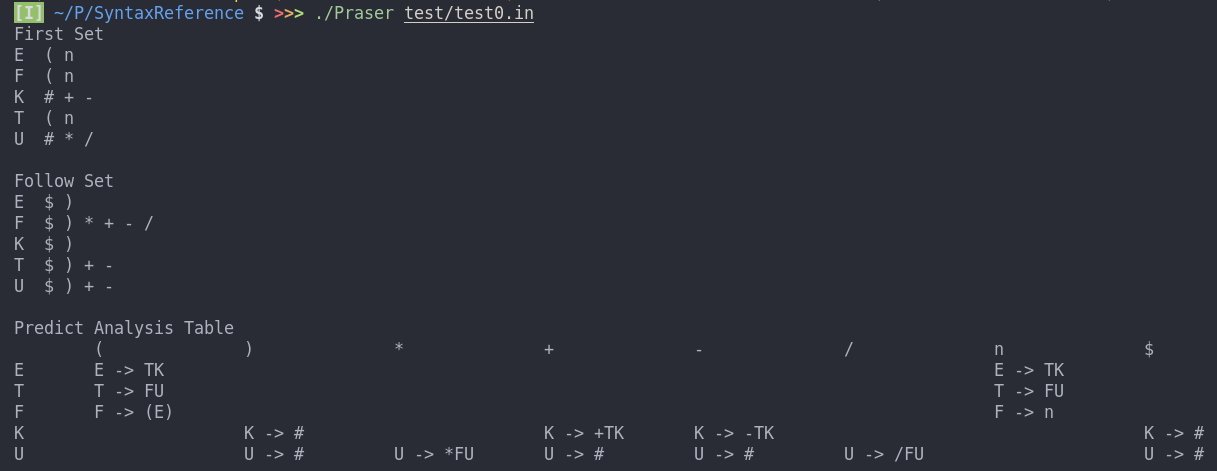 [I] ~/P/SyntaxReference $ >>> ./Praser test/test0.in
First Set
E  ( n
F  ( n
K  # + -
T  ( n
U  # * /
Follow Set
E  $ )
F  $ ) * + - /
K  $ )
T  $ ) + -
U  $ ) + -
Predict Analysis Table
        (              )              *              +              -              /              n              $
E       E -> TK                                                                                   E -> TK
T       T -> FU                                                                                   T -> FU
F       F -> (E)                                                                                  F -> n
K                      K -> #                        K -> +TK       K -> -TK                                     K -> #
U                      U -> #         U -> *FU       U -> #         U -> #         U -> /FU                      U -> #